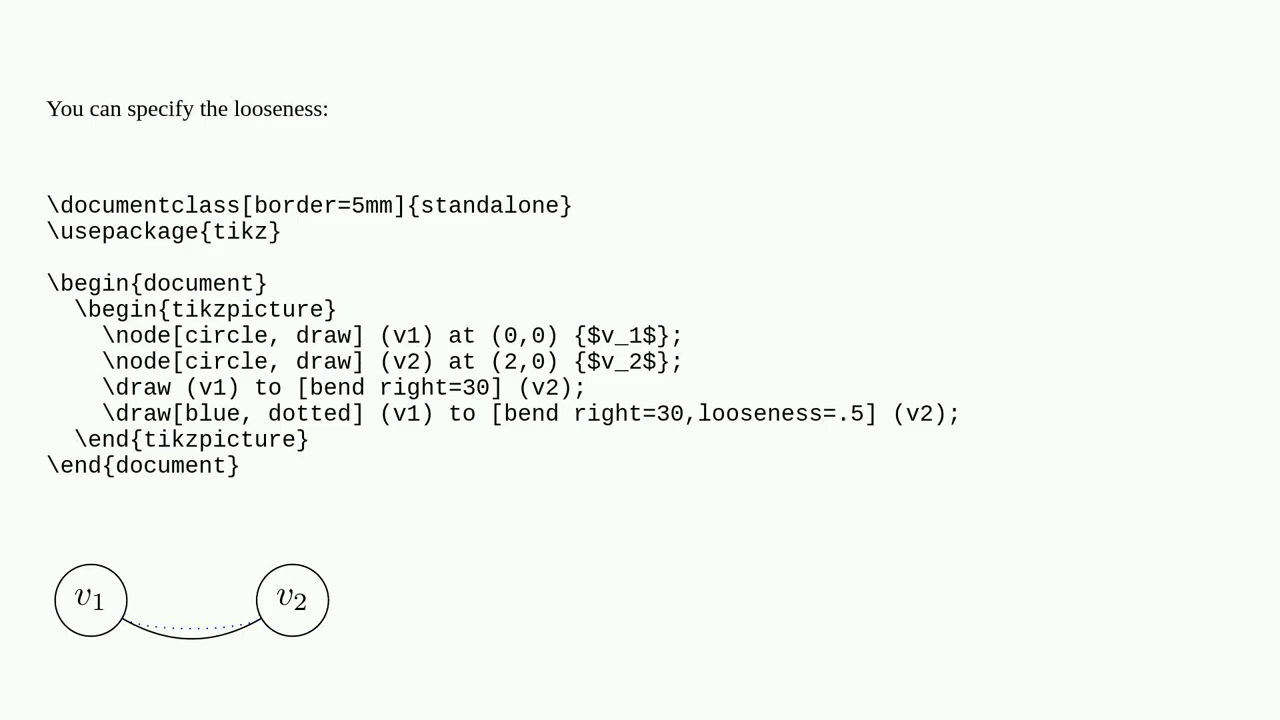 You can specify the looseness:
\documentclass[border=5mm]{standalone}
\usepackage{tikz}
\begin{document}
  \begin{tikzpicture}
    \node[circle, draw] (v1) at (0,0) {$v_1$};
    \node[circle, draw] (v2) at (2,0) {$v_2$};
    \draw (v1) to [bend right=30] (v2);
    \draw[blue, dotted] (v1) to [bend right=30,looseness=.5] (v2);
  \end{tikzpicture}
\end{document}
v₁ v₂